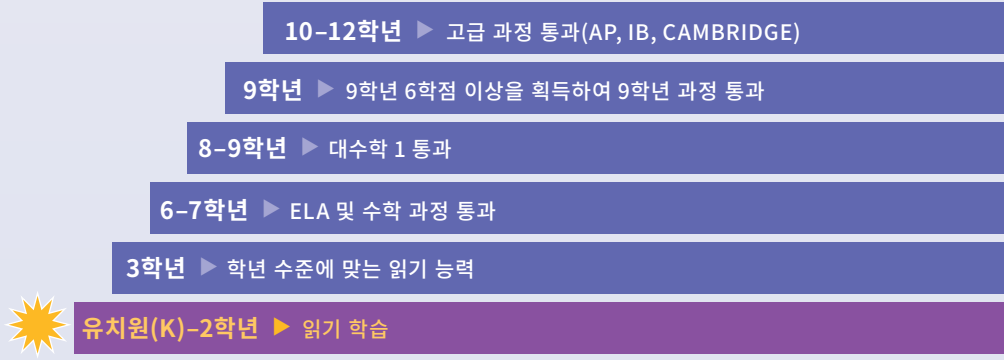 10–12학년 ▶ 고급 과정 통과(AP, IB, CAMBRIDGE)
9학년 ▶ 9학년 6학점 이상을 획득하여 9학년 과정 통과
8–9학년 ▶ 대수학 1 통과
6–7학년 ▶ ELA 및 수학 과정 통과
3학년 ▶ 학년 수준에 맞는 읽기 능력
유치원(K)–2학년 ▶ 읽기 학습